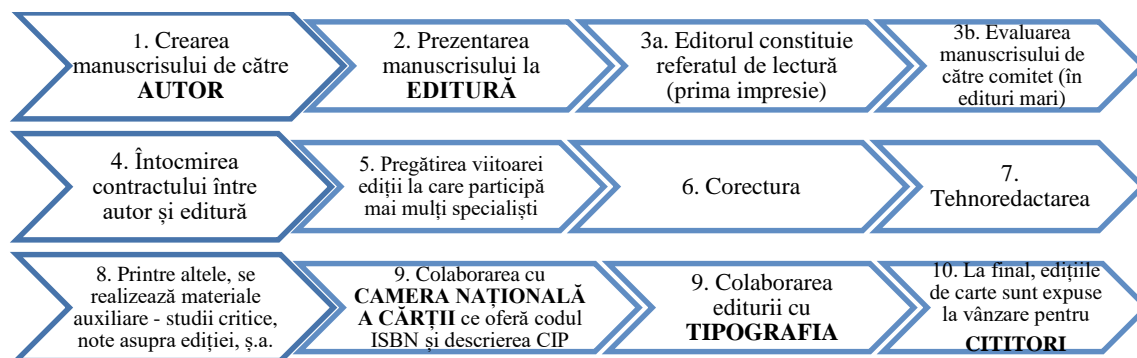 1. Crearea
manuscrisului de către
AUTOR
2. Prezentarea
manuscrisului la
EDITURĂ
3a. Editorul constituie
referatul de lectură
(prima impresie)
3b. Evaluarea
manuscrisului de
către comitet (în
edituri mari)
4. Întocmirea
contractului între
autor și editură
5. Pregătirea viitoarei
ediții la care participă
mai mulți specialiști
6. Corectura
7.
Tehnoredactarea
8. Printre altele, se
realizează materiale
auxiliare - studii critice,
note asupra ediției, ș.a.
9. Colaborarea cu
CAMERA NAȚIONALĂ
A CĂRȚII ce oferă codul
ISBN și descrierea CIP
9. Colaborarea
editurii cu
TIPOGRAFIA
10. La final, edițiile
de carte sunt expuse
la vânzare pentru
CITITORI